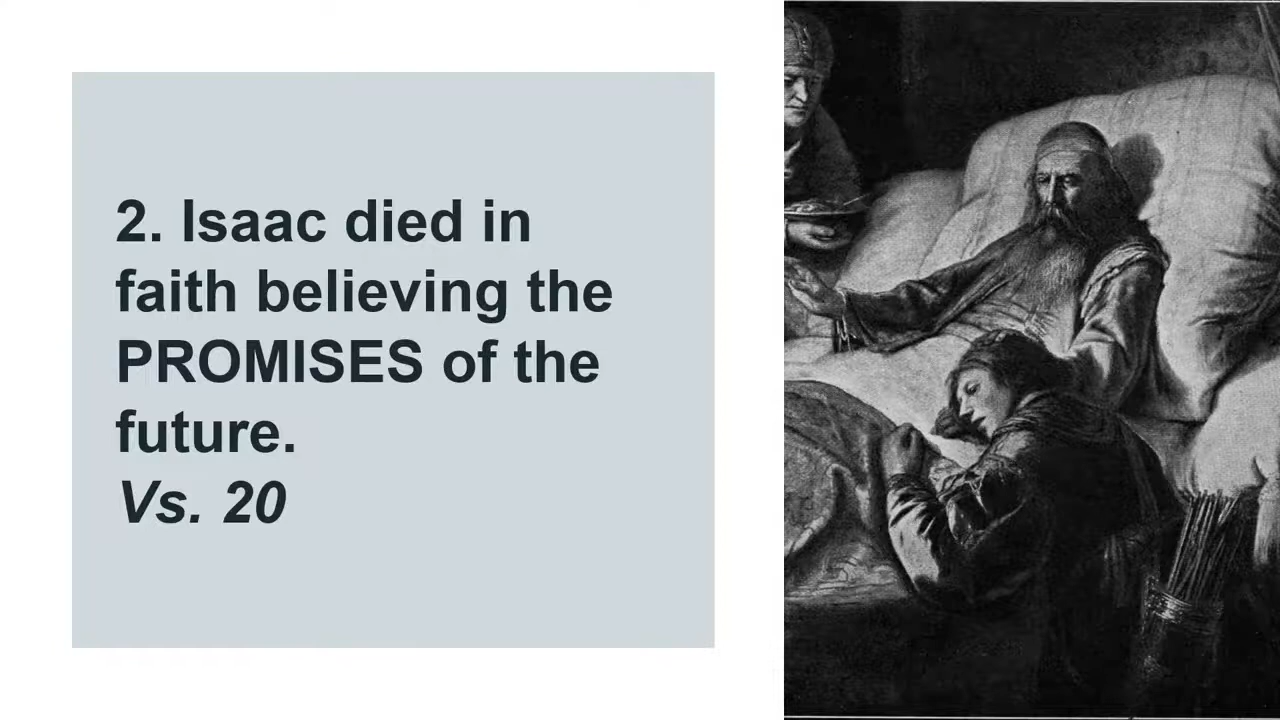 2. Isaac died in
faith believing the
PROMISES of the
future.
Vs. 20